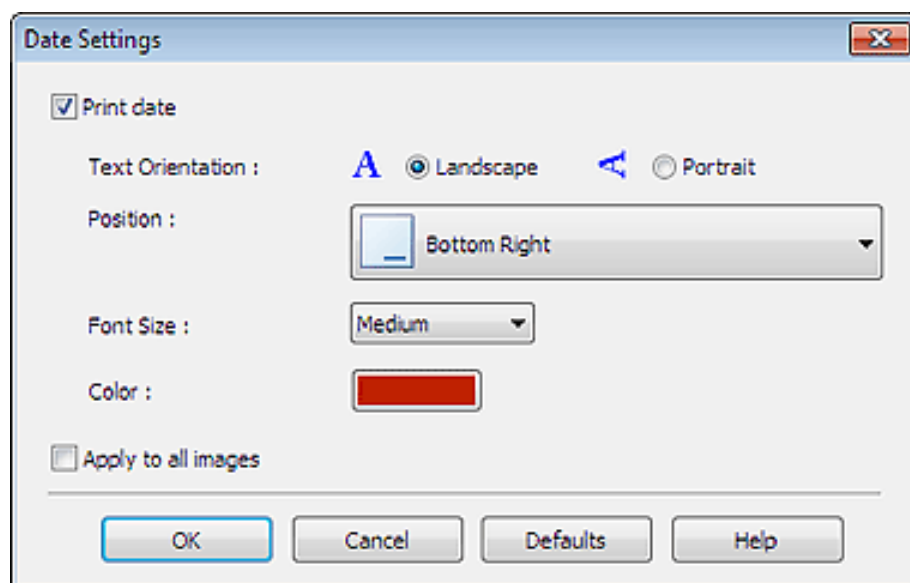 Date Settings
Print date
Text Orientation : A Landscape A Portrait
Position : Bottom Right
Font Size : Medium
Color :
Apply to all images
OK Cancel Defaults Help